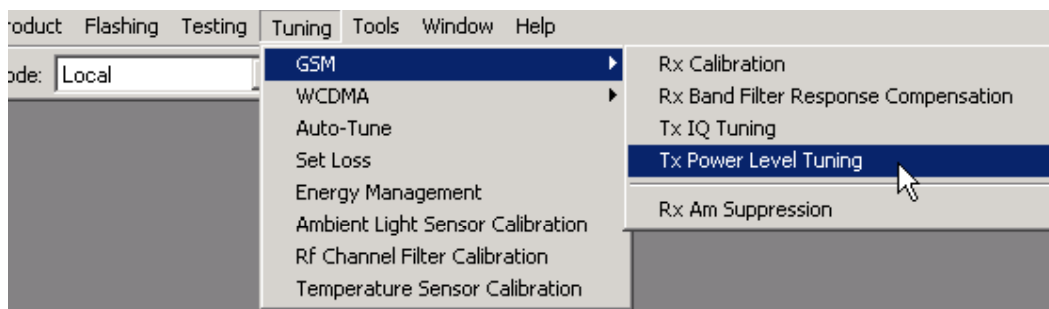 oduct Flashing Testing Tuning Tools Window Help
ode: Local
GSM
WCDMA
Auto-Tune
Set Loss
Energy Management
Ambient Light Sensor Calibration
Rf Channel Filter Calibration
Temperature Sensor Calibration
Rx Calibration
Rx Band Filter Response Compensation
Tx IQ Tuning
Tx Power Level Tuning
Rx Am Suppression